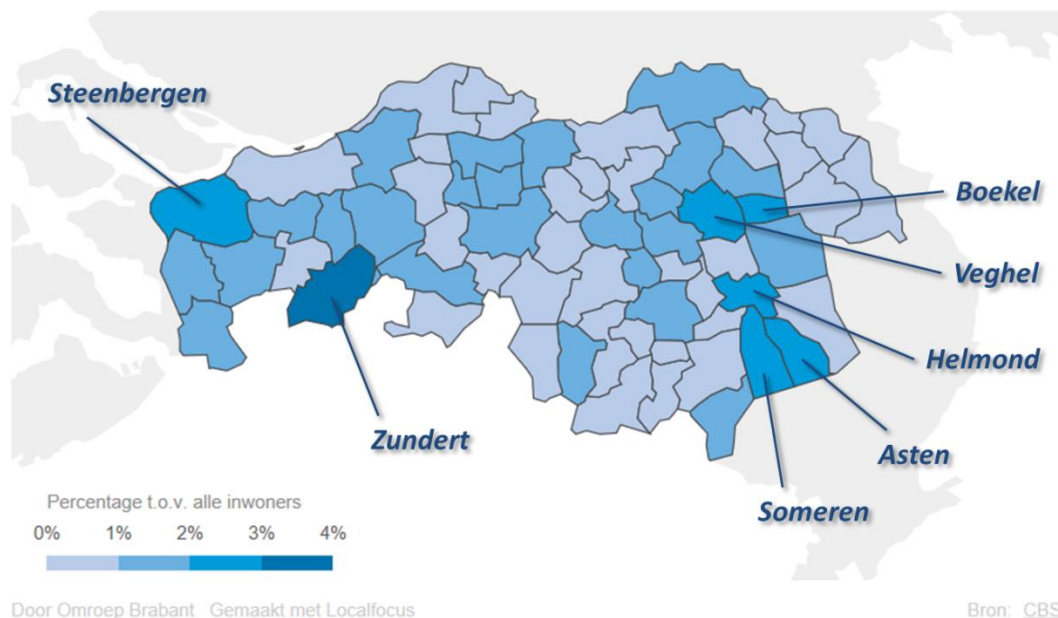 Steenbergen
Boekel
Veghel
Helmond
Zundert
Asten
Someren
Percentage t.o.v. alle inwoners
0% 1% 2% 3% 4%
Door Omroep Brabant Gemaakt met Localfocus
Bron: CBS